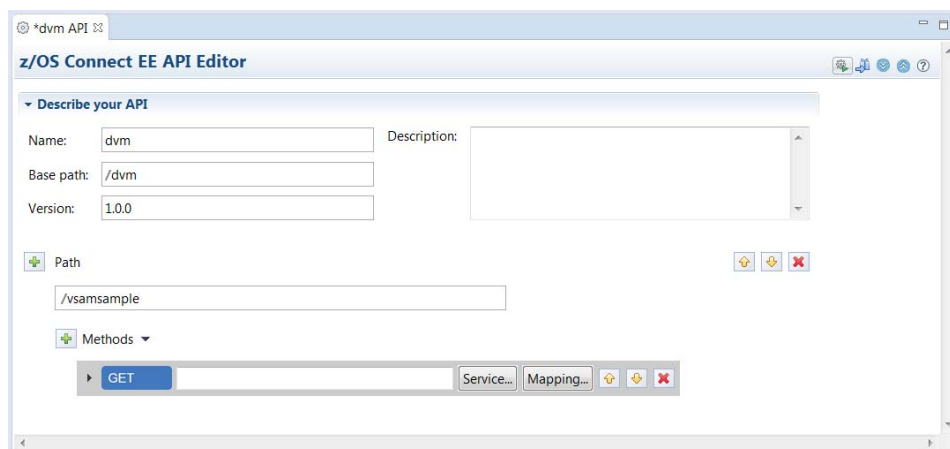 *dvm API
z/OS Connect EE API Editor
Describe your API
Name: dvm
Description:
Base path: /dvm
Version: 1.0.0
Path
/vsamsample
Methods
GET Service... Mapping...